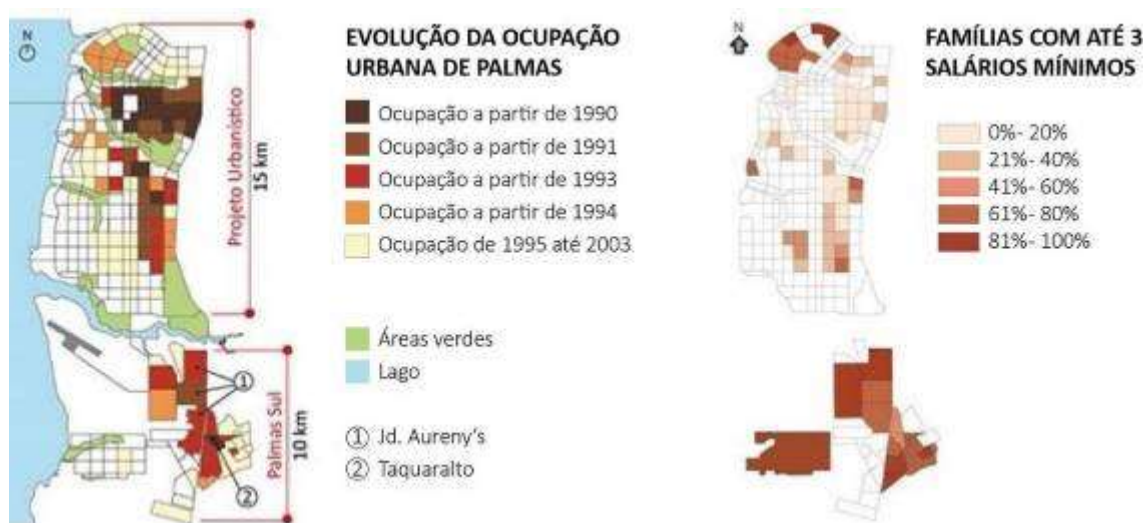 N
Projeto Urbanístico
15 km
Palmas Sul
10 km
①
②
EVOLUÇÃO DA OCUPAÇÃO
URBANA DE PALMAS
Ocupação a partir de 1990
Ocupação a partir de 1991
Ocupação a partir de 1993
Ocupação a partir de 1994
Ocupação de 1995 até 2003
Áreas verdes
Lago
① Jd. Aureny's
② Taquaralto
N
FAMÍLIAS COM ATÉ 3
SALÁRIOS MÍNIMOS
0%- 20%
21%- 40%
41%- 60%
61%- 80%
81%- 100%